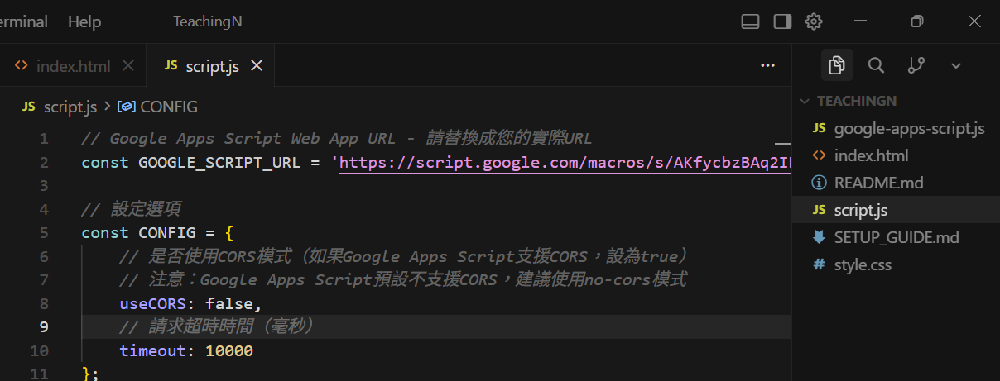 Help
TeachingN
index.html
JS script.js
JS script.js > CONFIG
1 // Google Apps Script Web App URL - 請替換成您的實際URL
2 const GOOGLE_SCRIPT_URL = 'https://script.google.com/macros/s/
3
4 // 設定選項
5 const CONFIG = {
6 // 是否使用CORS模式（如果Google Apps Script支援CORS，設為true）
7 // 注意：Google Apps Script預設不支援CORS，建議使用no-cors模式
8 useCORS: false,
9 // 請求超時時間（毫秒）
10 timeout: 10000
11 };
TEACHINGN
JS google-apps-script.js
index.html
README.md
JS script.js
SETUP_GUIDE.md
# style.css